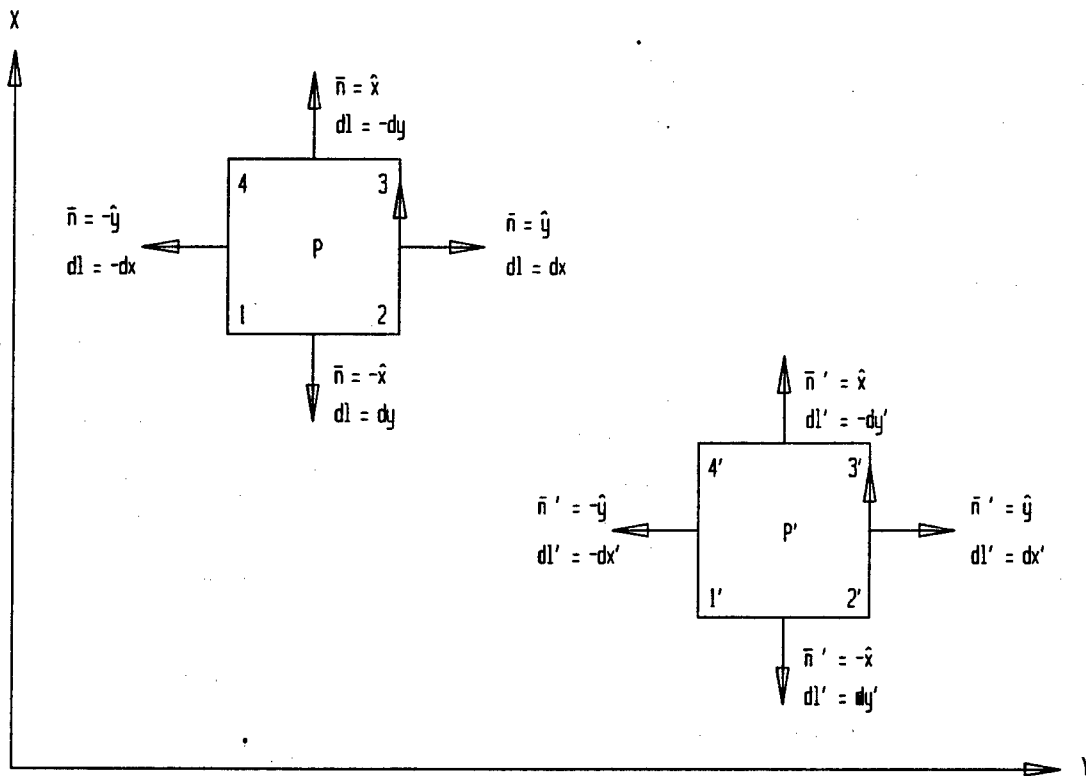 X
n̄ = x̂
dl = -dy
4 3
n̄ = -ŷ
dl = -dx
P
n̄ = ŷ
dl = dx
1 2
n̄ = -x̂
dl = dy
n̄ ' = x̂
dl' = -dy'
4' 3'
n̄ ' = -ŷ
dl' = -dx'
P'
n̄ ' = ŷ
dl' = dx'
1' 2'
n̄ ' = -x̂
dl' = dy'